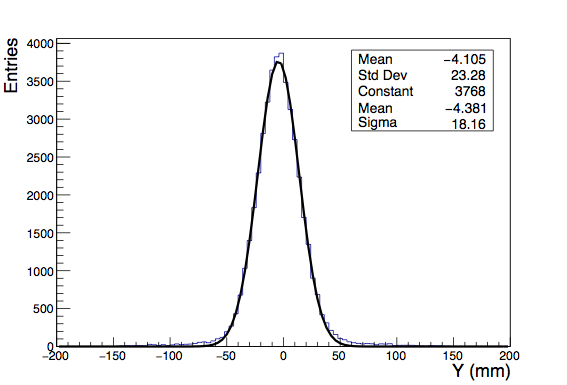 Entries
4000
3500
3000
2500
2000
1500
1000
500
0
Mean −4.105
Std Dev 23.28
Constant 3768
Mean −4.381
Sigma 18.16
−200 −150 −100 −50 0 50 100 150 200
Y (mm)